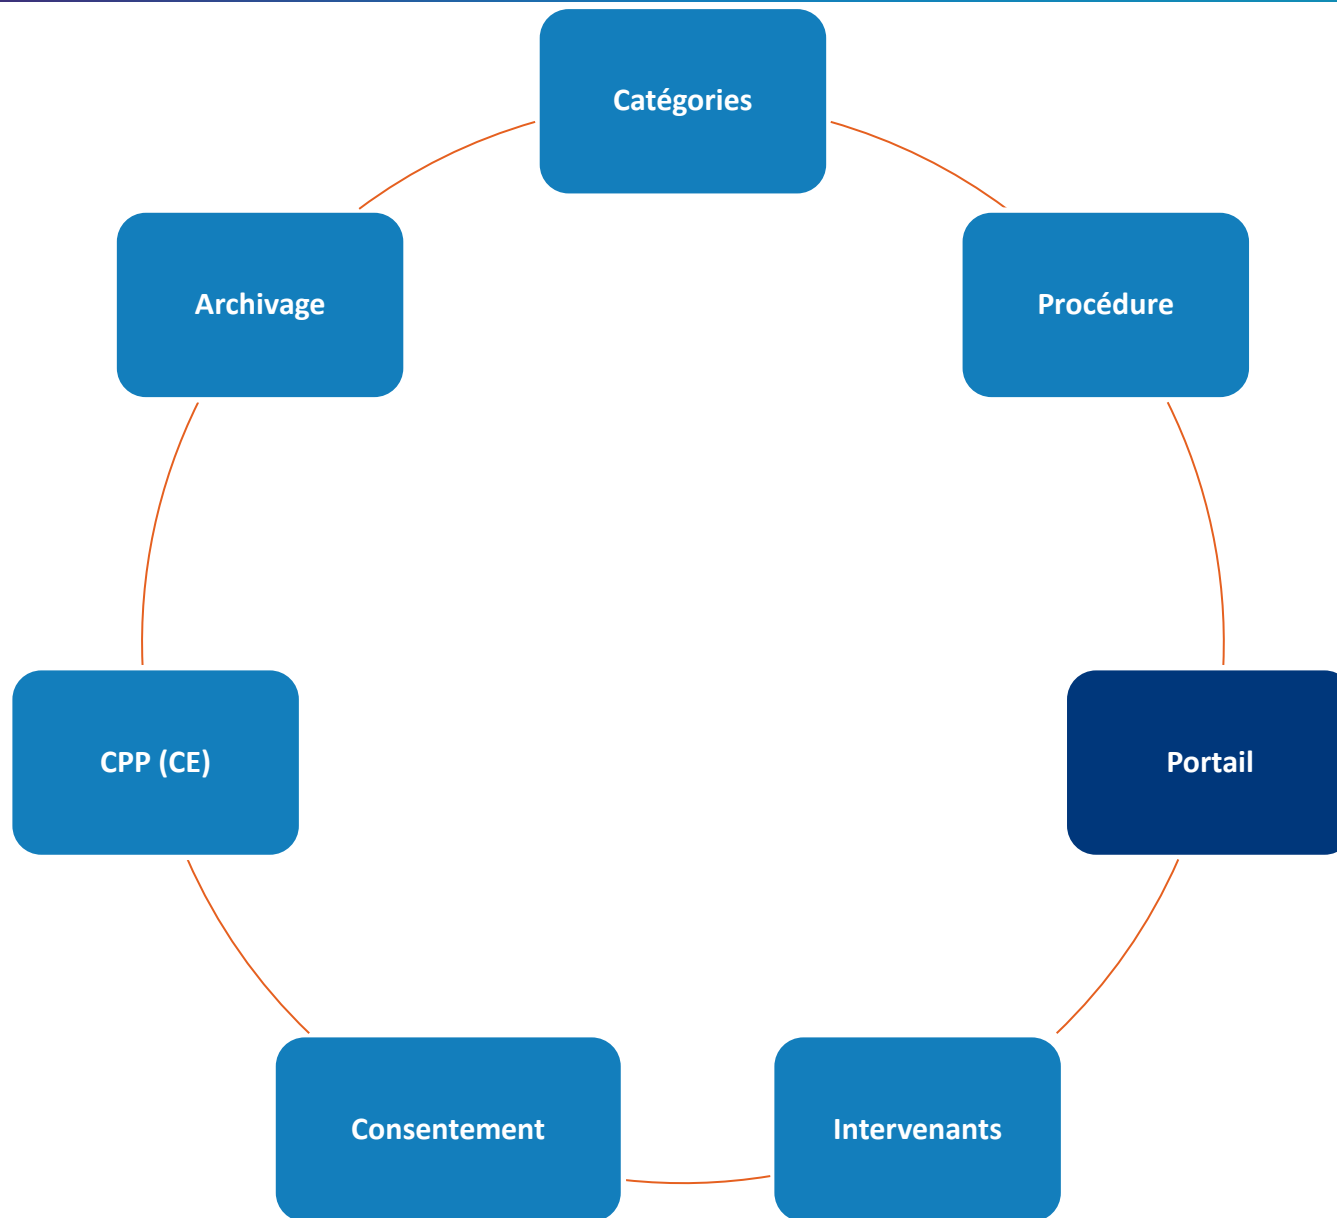 Catégories
Archivage
Procédure
CPP (CE)
Portail
Consentement
Intervenants